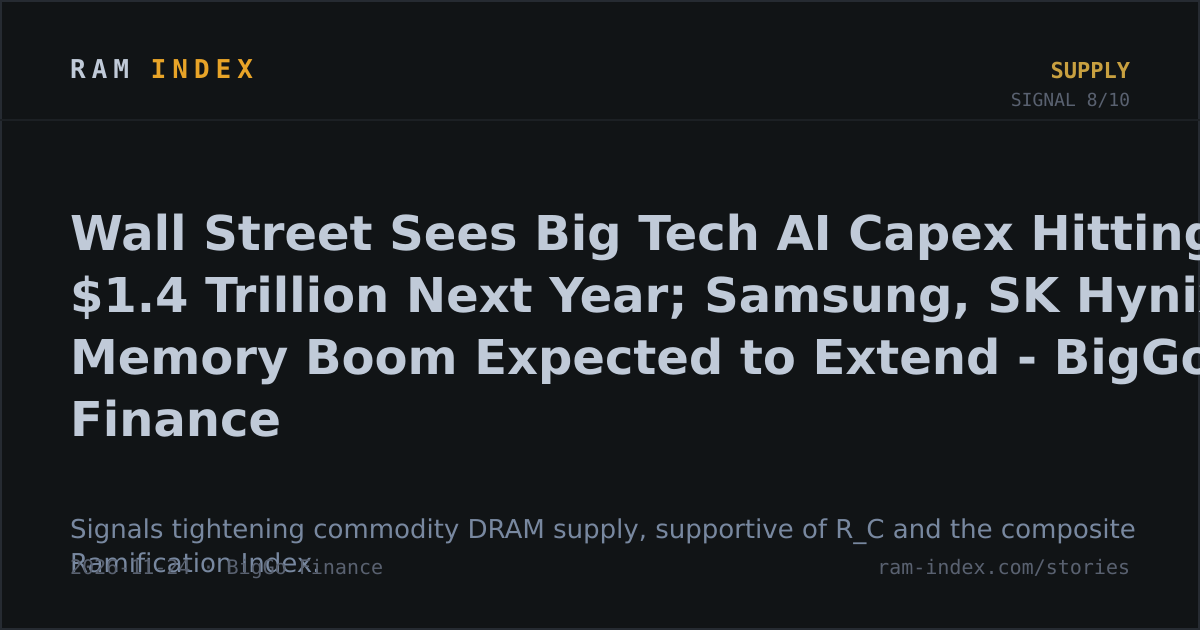 RAM INDEX
SUPPLY
SIGNAL 8/10
Wall Street Sees Big Tech AI Capex Hitting
$1.4 Trillion Next Year; Samsung, SK Hyni
Memory Boom Expected to Extend - BigGo
Finance
Signals tightening commodity DRAM supply, supportive of R_C and the composite
Ramification Index.
BigGo Finance
ram-index.com/stories